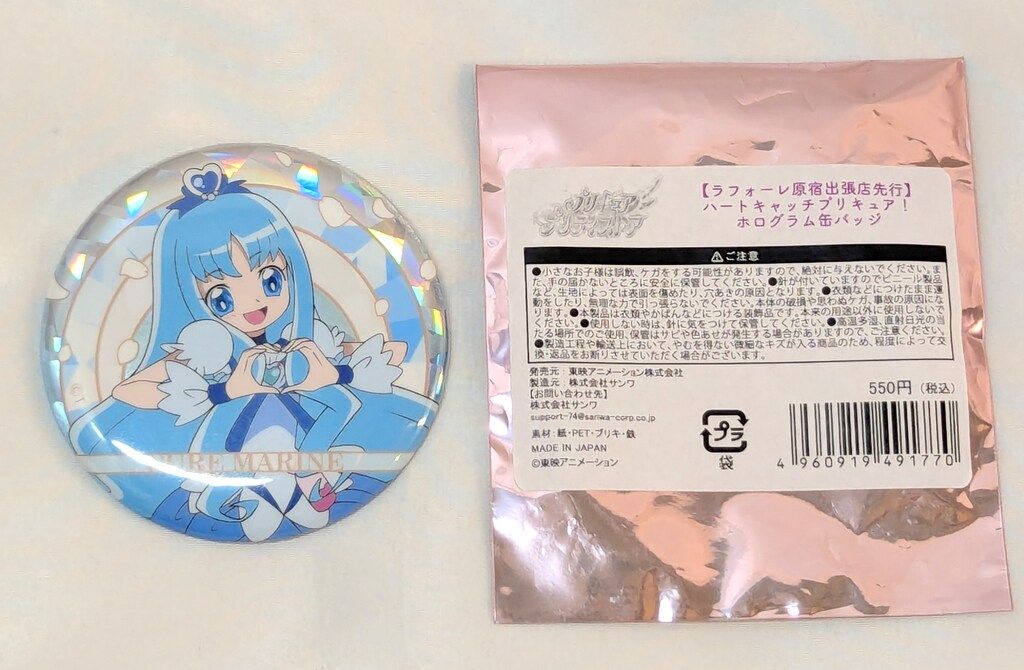 CURE MARINE
プリキュア
プリティストア
【ラフォーレ原宿出張店先行】
ハートキャッチプリキュア！
ホログラム缶バッジ
⚠ご注意
●小さなお子様は誤飲、ケガをする可能性がありますので、絶対に与えないでください。ま
た、手の届かないところに安全に保管してください。●針が付いていますのでビニール製品
など、生地によっては表面を傷めたり、穴あきの原因となります。●衣類などにつけたまま運
動をしたり、無理な力で引っ張らないでください。本体の破損や思わぬケガ、事故の原因にな
ります。●本製品は衣類やかばんなどにつける装飾品です。本来の用途以外に使用しないで
ください。●使用しない時は、針に気をつけて保管してください。●高温多湿、直射日光の当
たる場所でのご使用、保管はサビや色あせが発生する場合がありますので、ご注意ください。
●製造工程や輸送上において、やむを得ない微細なキズが入る商品のため、程度によって交
換・返品をお断りさせていただく場合がございます。
発売元：東映アニメーション株式会社
製造元：株式会社サンワ
【お問い合わせ先】
株式会社サンワ
support-74@sanwa-corp.co.jp
素材：紙・PET・ブリキ・鉄
MADE IN JAPAN
©東映アニメーション
550円（税込）
プラ
袋
4 960919 491770